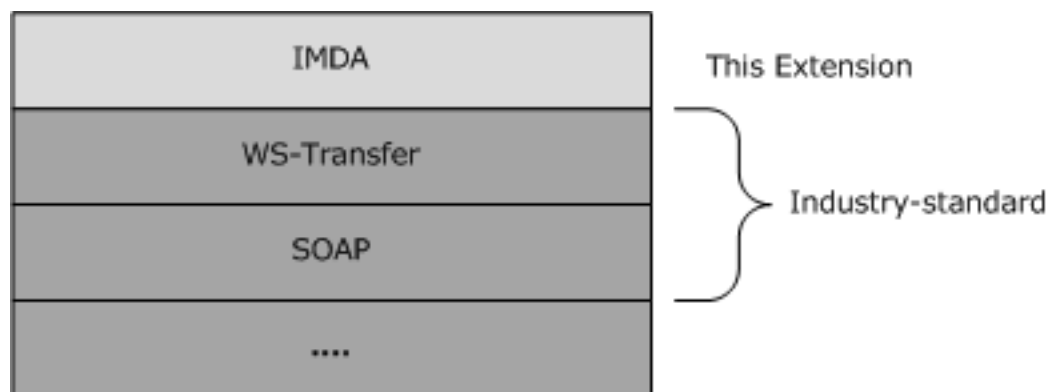 IMDA
This Extension
WS-Transfer
Industry-standard
SOAP
....